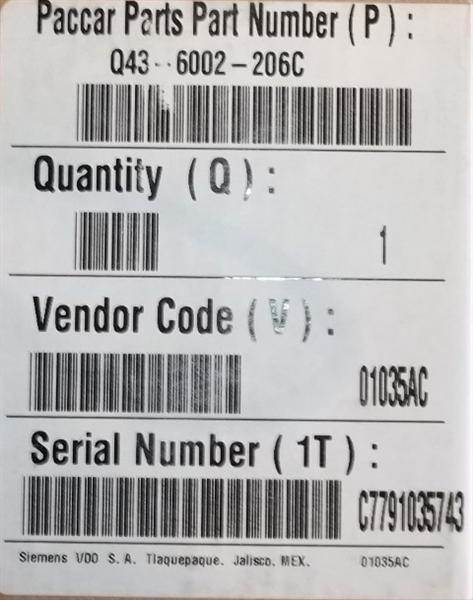 Paccar Parts Part Number ( P ) :
Q43--6002-206C
Quantity ( Q ) :
1
Vendor Code ( V ) :
01035AC
Serial Number ( 1T ) :
C7791035743
Siemens VDO S. A. Tlaquepaque. Jalisco. MEX. 01035AC